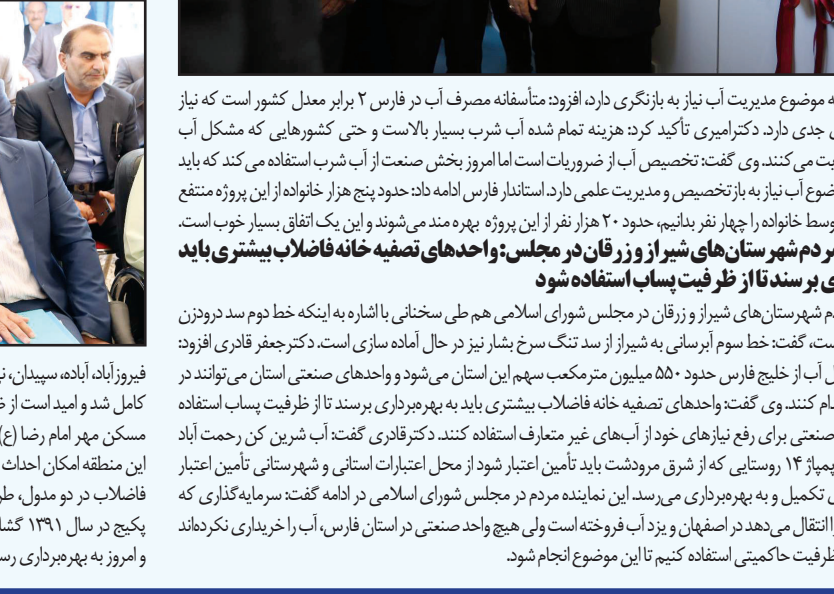 ه موضوع مدیریت آب نیاز به بازنگری دارد، افزود: متأسفانه مصرف آب در فارس ۲ برابر معدل کشور است که نیاز
جدی دارد. دکترامیری تأکید کرد: هزینه تمام شده آب شرب بسیار بالاست و حتی کشورهایی که مشکل آب
یت می‌کنند. وی گفت: تخصیص آب از ضروریات است اما امروز بخش صنعت از آب شرب استفاده می‌کند که باید
ضوع آب نیاز به بازتخصیص و مدیریت علمی دارد. استاندار فارس ادامه داد: حدود پنج هزار خانواده از این پروژه منتفع
وسط خانواده را چهار نفر بدانیم، حدود ۲۰ هزار نفر از این پروژه بهره مند می‌شوند و این یک اتفاق بسیار خوب است.
مردم شهرستان‌های شیراز و زرقان در مجلس: واحدهای تصفیه خانه فاضلاب بیشتری باید
ی برسند تا از ظرفیت پساب استفاده شود
م شهرستان‌های شیراز و زرقان در مجلس شورای اسلامی هم طی سخنانی با اشاره به اینکه خط دوم سد درودزن
ست، گفت: خط سوم آبرسانی به شیراز از سد تنگ سرخ بشار نیز در حال آماده سازی است. دکتر جعفر قادری افزود:
ل آب از خلیج فارس حدود ۵۵۰ میلیون مترمکعب سهم این استان می‌شود و واحدهای صنعتی استان می‌توانند در
دام کنند. وی گفت: واحدهای تصفیه خانه فاضلاب بیشتری باید به بهره‌برداری برسند تا از ظرفیت پساب استفاده
صنعتی برای رفع نیازهای خود از آب‌های غیر متعارف استفاده کنند. دکترقادری گفت: آب شرین کن رحمت آباد
پمپاژ ۱۴ روستایی که از شرق مرودشت باید تأمین اعتبار شود از محل اعتبارات استانی و شهرستانی تأمین اعتبار
ی تکمیل و به بهره‌برداری می‌رسد. این نماینده مردم در مجلس شورای اسلامی در ادامه گفت: سرمایه‌گذاری که
را انتقال می‌دهد در اصفهان و یزد آب فروخته است ولی هیچ واحد صنعتی در استان فارس، آب را خریداری نکرده‌اند
ظرفیت حاکمیتی استفاده کنیم تا این موضوع انجام شود.
فیروزآباد، آباده، سپیدان، نی
کامل شد و امید است از ظ
مسکن مهر امام رضا (ع)
این منطقه امکان احداث
فاضلاب در دو مدول، طر
پکیج در سال ۱۳۹۱ گشا
و امروز به بهره‌برداری رس